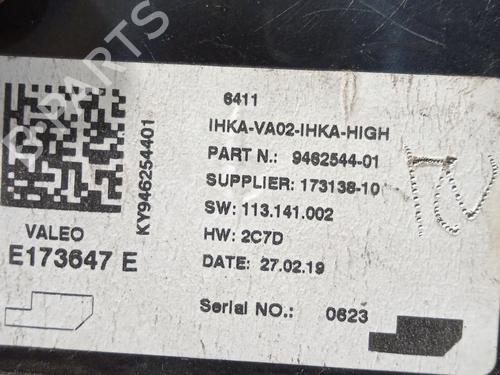 B-PARTS
6411
IHKA-VA02-IHKA-HIGH
PART N.: 9462544-01
SUPPLIER: 173138-10
SW: 113.141.002
HW: 2C7D
DATE: 27.02.19
Serial NO.: 0623
KY946254401
VALEO
E173647 E